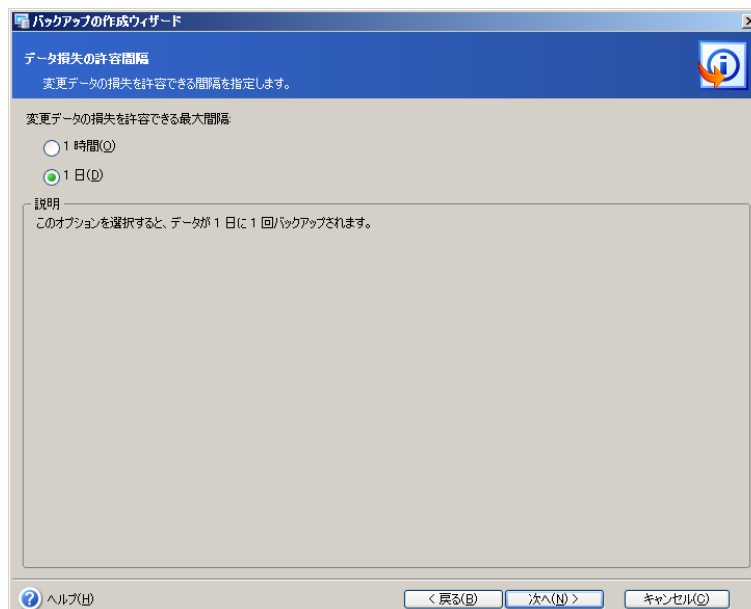 バックアップの作成ウィザード
データ損失の許容間隔
変更データの損失を許容できる間隔を指定します。
変更データの損失を許容できる最大間隔:
1 時間(O)
1 日(D)
説明
このオプションを選択すると、データが 1 日に 1 回バックアップされます。
ヘルプ(H)
< 戻る(B)
次へ(N) >
キャンセル(C)